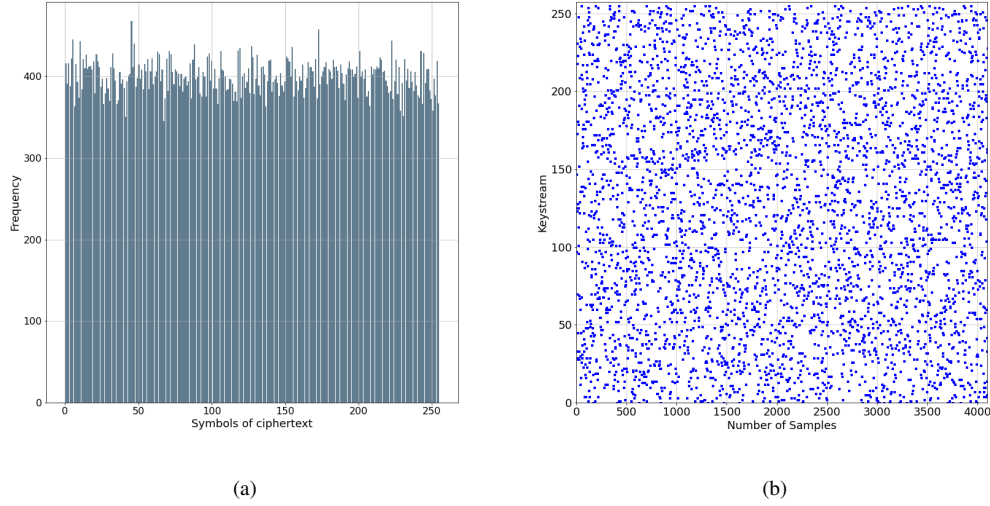 400
300
200
100
0
0 50 100 150 200 250
Frequency
Symbols of ciphertext
(a)
250
200
150
100
50
0
0 500 1000 1500 2000 2500 3000 3500 4000
Keystream
Number of Samples
(b)